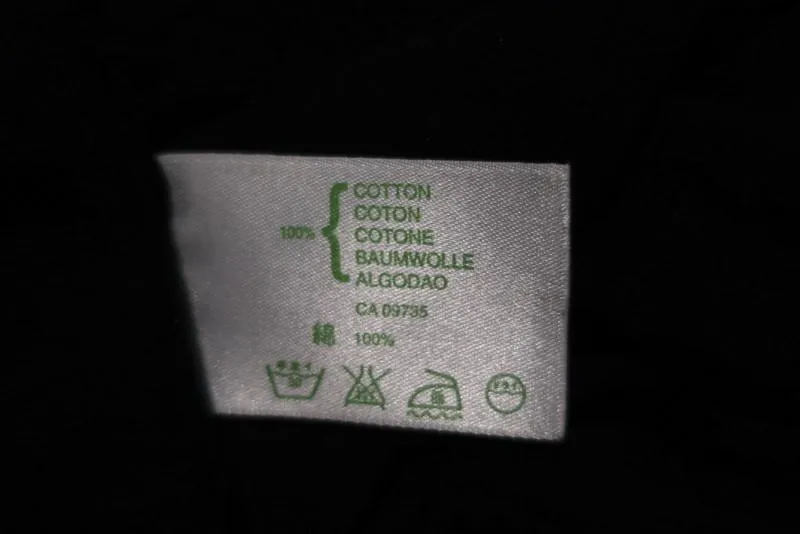 100% { COTTON
COTON
COTONE
BAUMWOLLE
ALGODAO
CA 09735
綿 100%